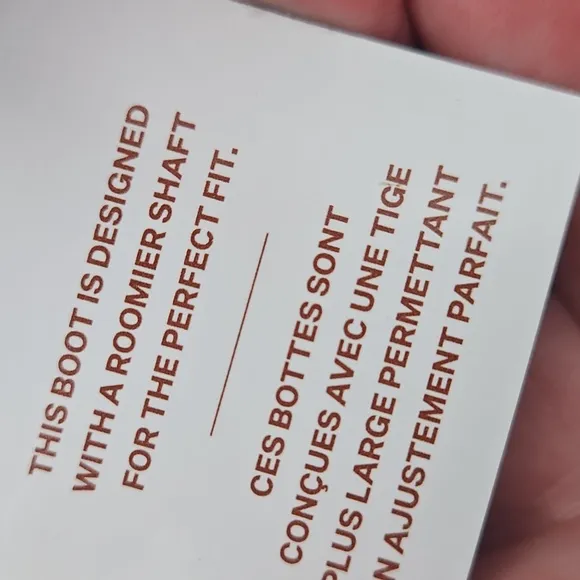 THIS BOOT IS DESIGNED
WITH A ROOMIER SHAFT
FOR THE PERFECT FIT.
CES BOTTES SONT
CONÇUES AVEC UNE TIGE
PLUS LARGE PERMETTANT
N AJUSTEMENT PARFAIT.